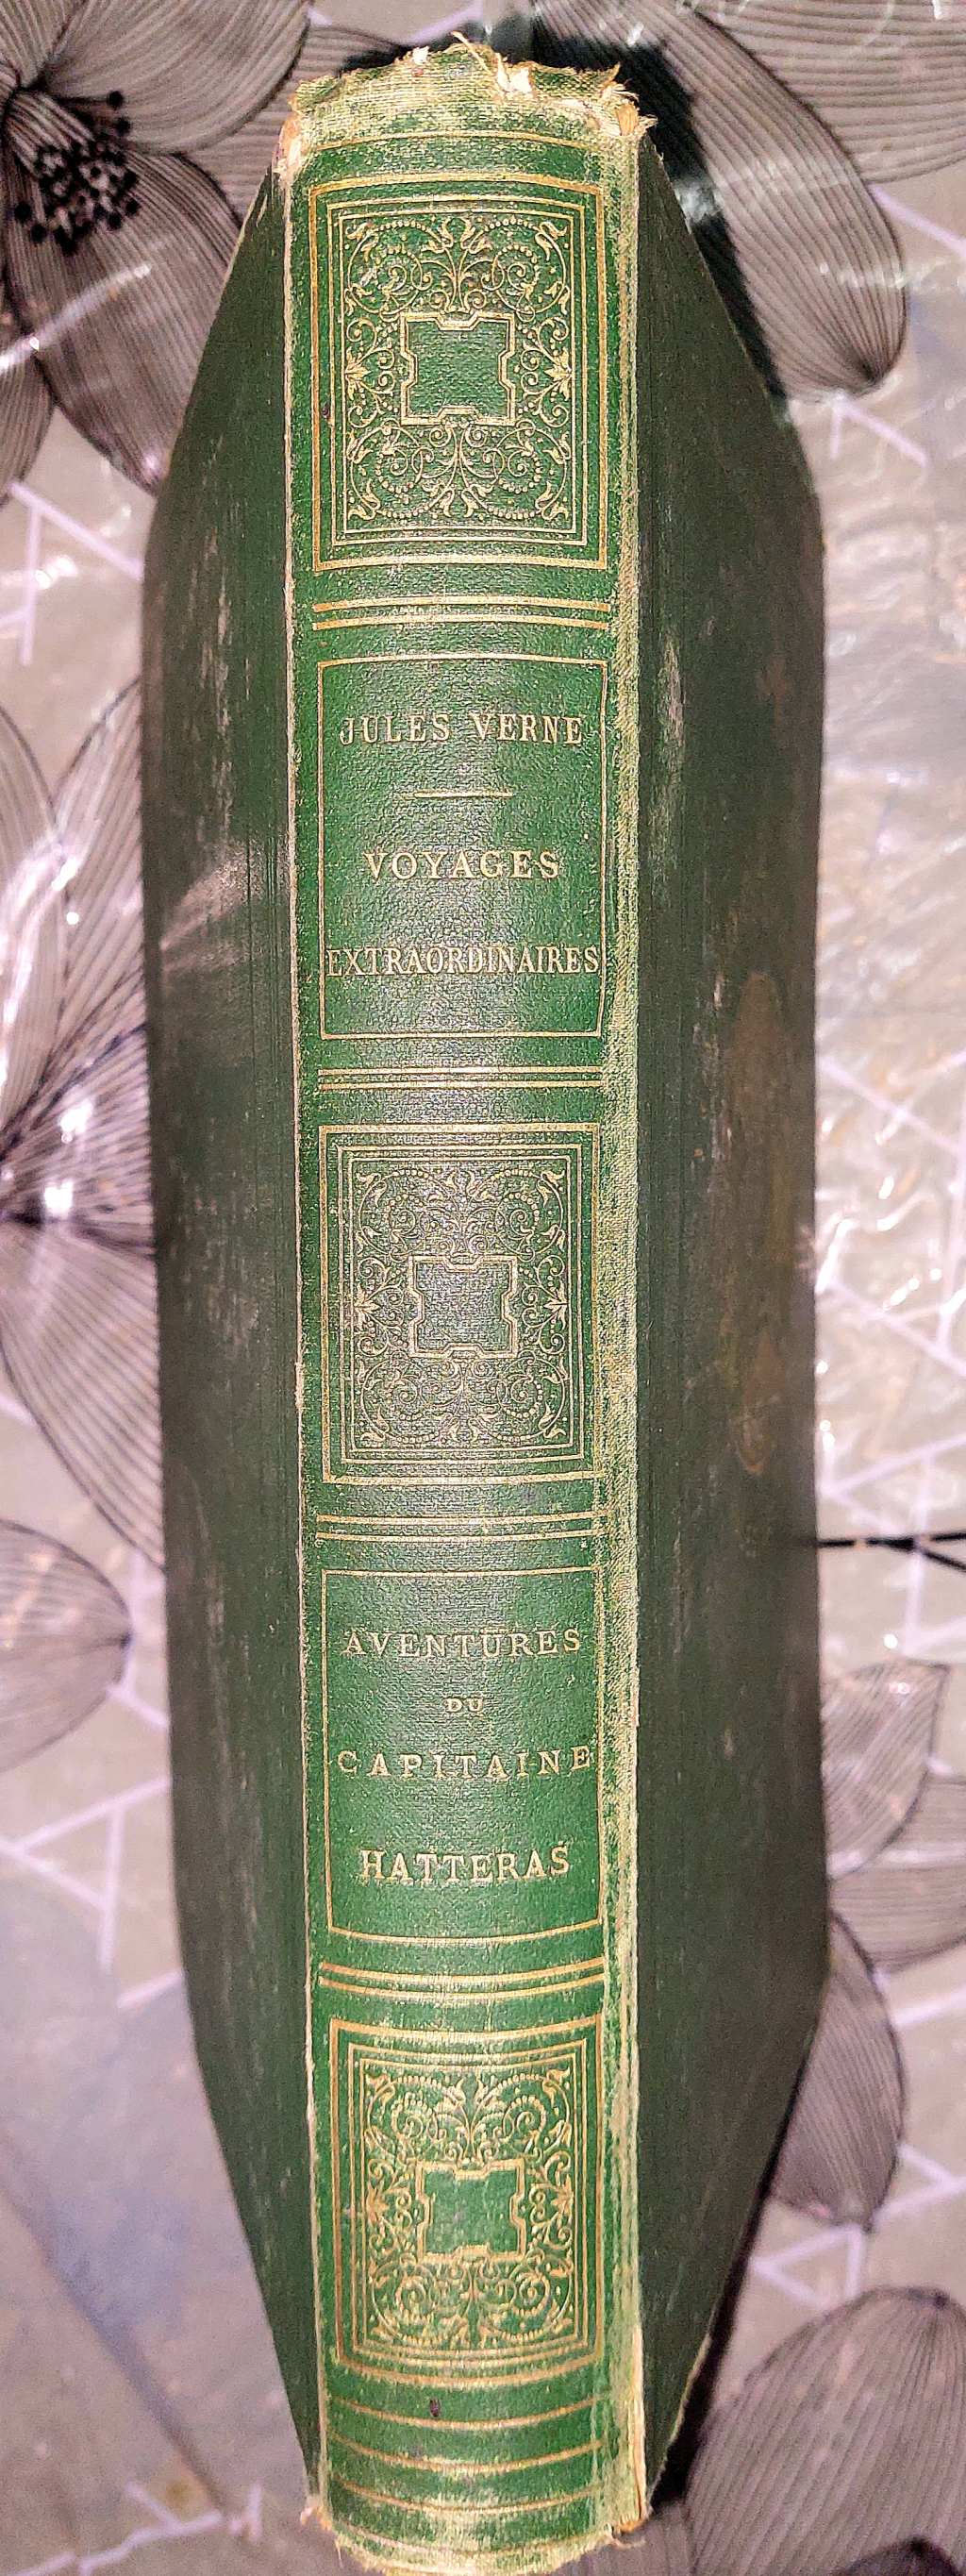 JULES VERNE
VOYAGES
EXTRAORDINAIRES
AVENTURES
DU
CAPITAINE
HATTERAS